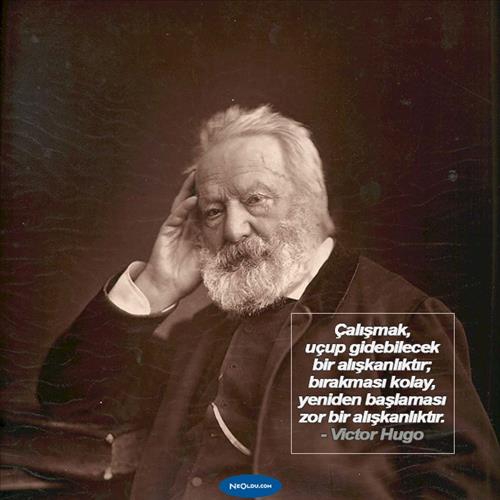 Çalışmak,
uçup gidebilecek
bir alışkanlıktır;
bırakması kolay,
yeniden başlaması
zor bir alışkanlıktır.
- Victor Hugo
NEOLDU.COM